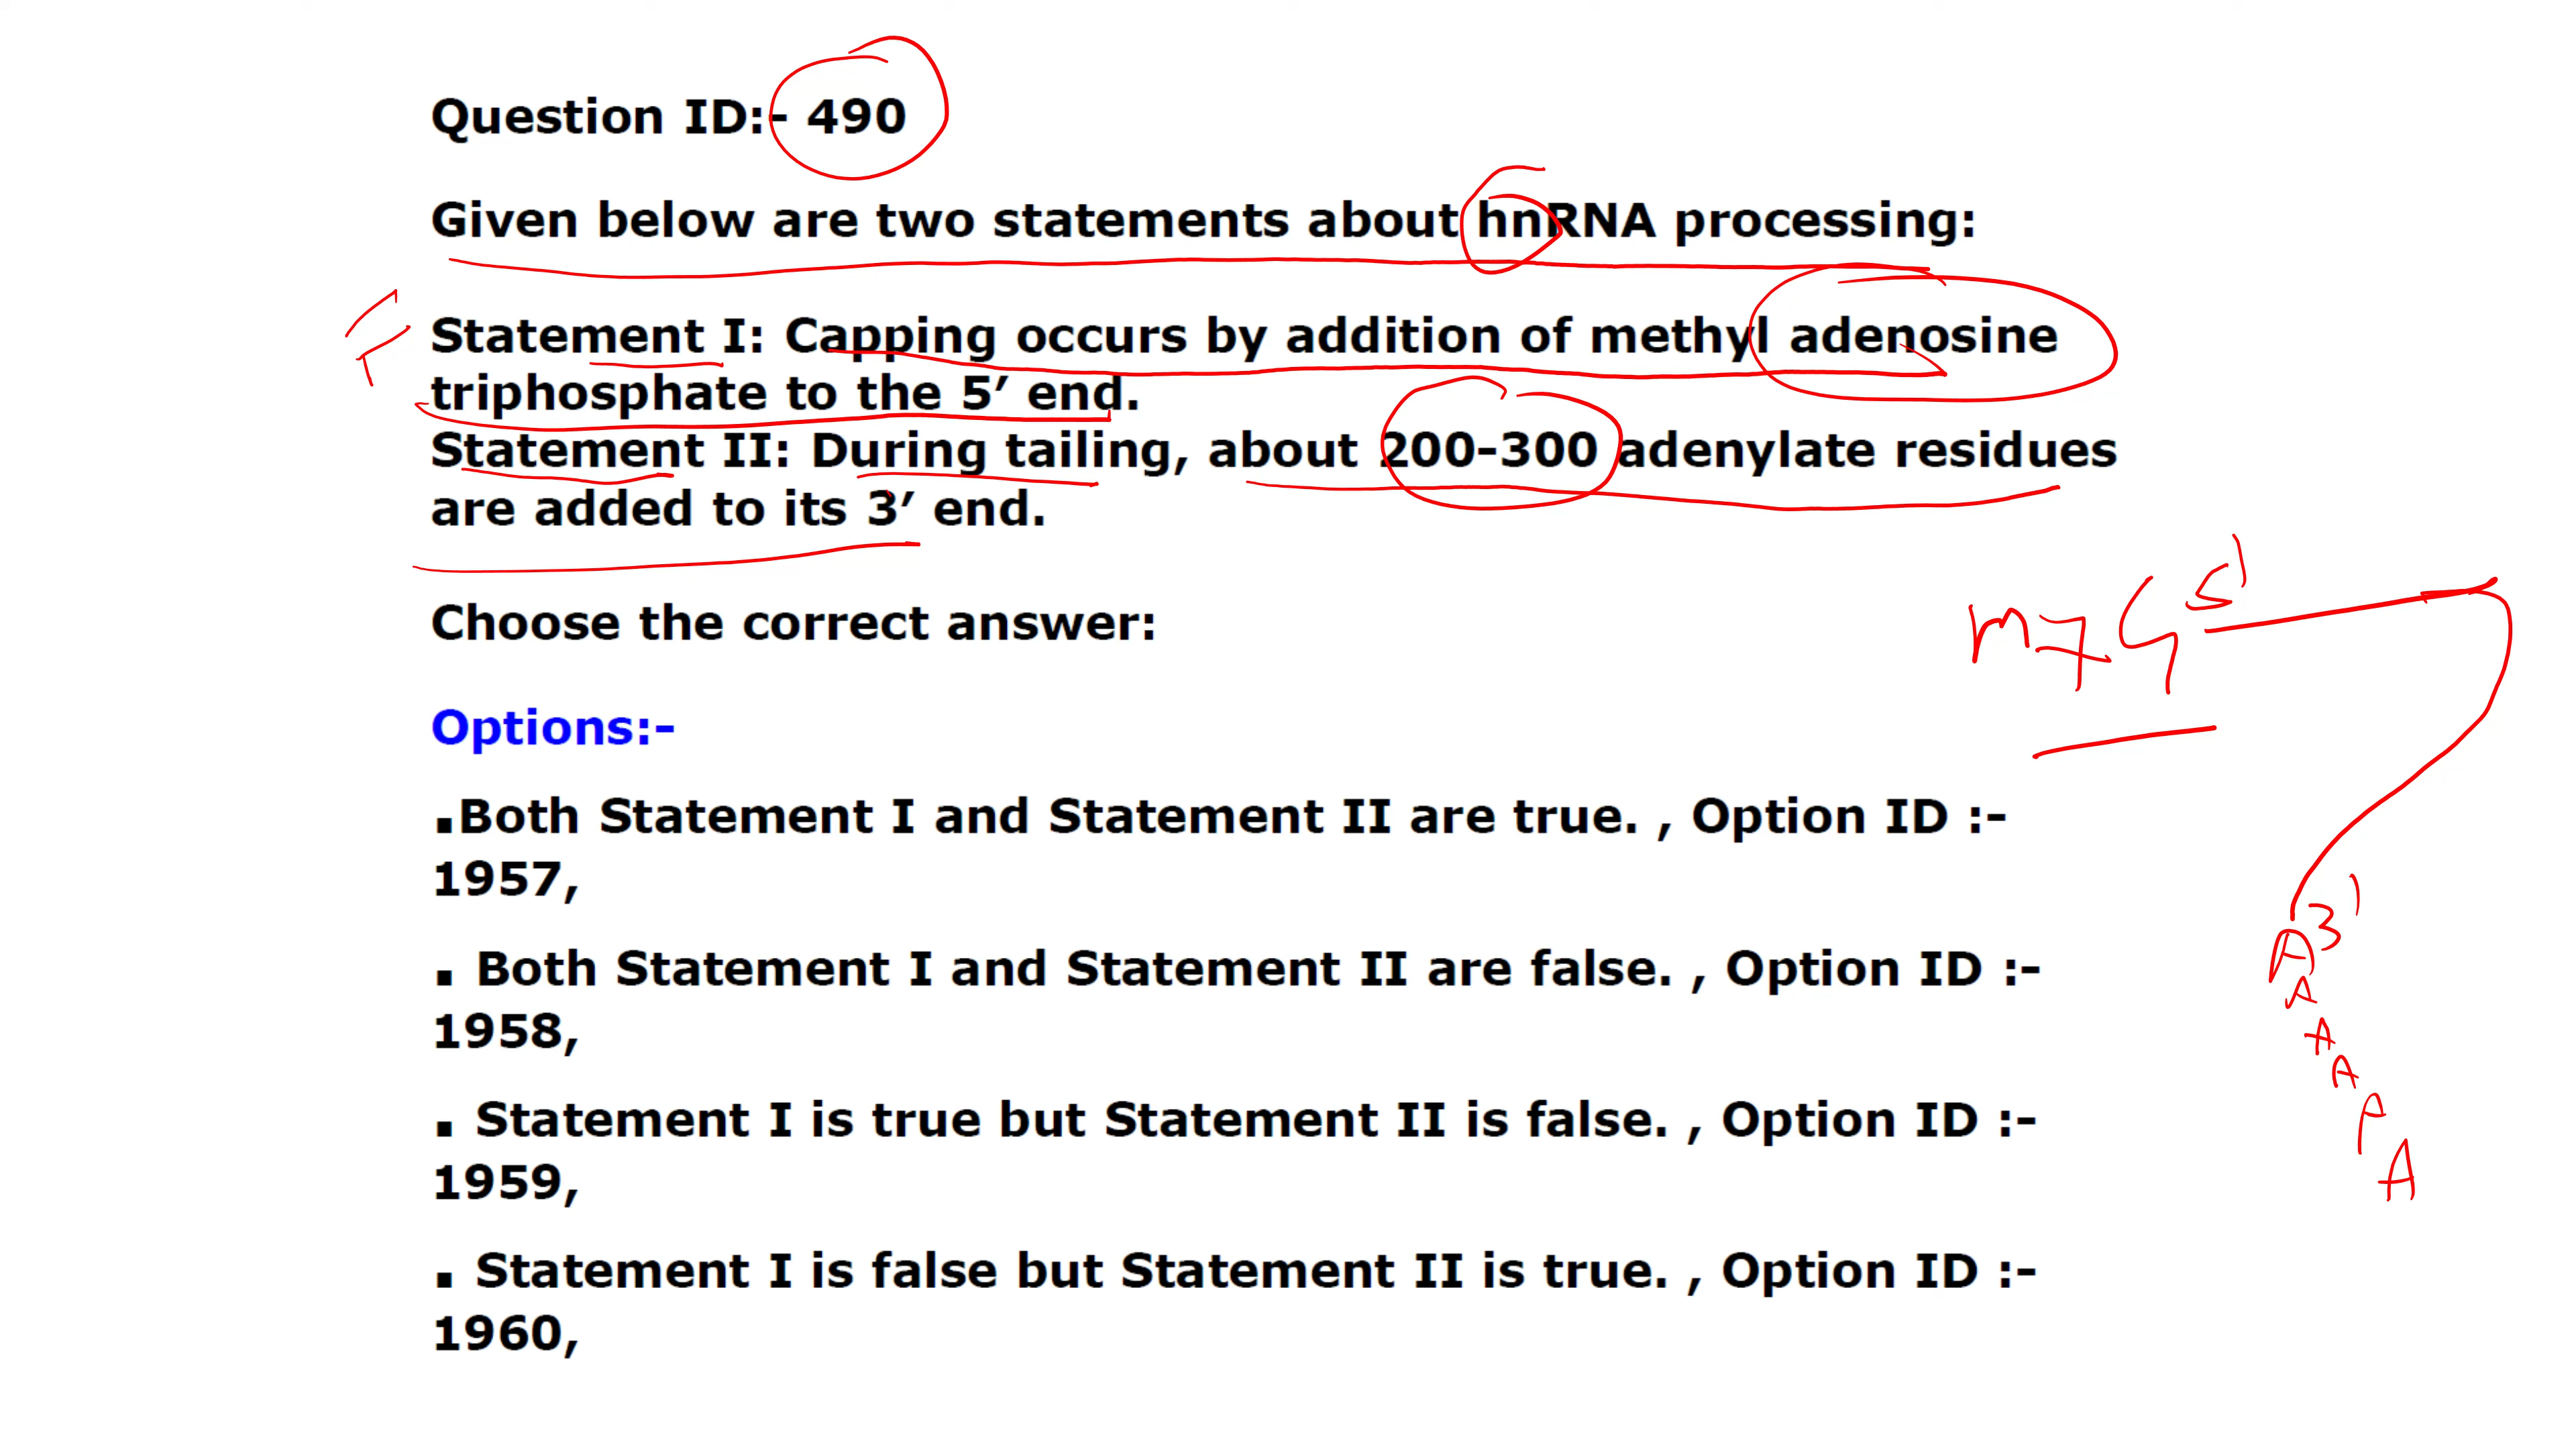 Question ID:- 490
Given below are two statements about hnRNA processing:
F
Statement I: Capping occurs by addition of methyl adenosine
triphosphate to the 5′ end.
Statement II: During tailing, about 200-300 adenylate residues
are added to its 3′ end.
m7G 5'
Choose the correct answer:
Options:-
▪Both Statement I and Statement II are true. , Option ID :-
1957,
3'
A
▪ Both Statement I and Statement II are false. , Option ID :-
A
1958,
A
A
A
▪ Statement I is true but Statement II is false. , Option ID :-
1959,
A
▪ Statement I is false but Statement II is true. , Option ID :-
1960,